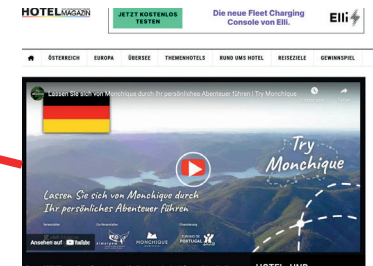 HOTELMAGAZIN
JETZT KOSTENLOS
TESTEN
Die neue Fleet Charging
Console von Elli.
Elli
ÖSTERREICH EUROPA ÜBERSEE THEMENHOTELS RUND UMS HOTEL REISEZIELE GEWINNSPIEL
Lassen Sie sich von Monchique durch Ihr persönliches Abenteuer führen | Try Monchique
Try
Monchique
Lassen Sie sich von Monchique durch
Ihr persönliches Abenteuer führen
MONCHIQUE
PORTUGAL
Ansehen auf YouTube
HOTEL- UND